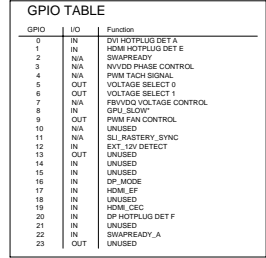 GPIO TABLE
GPIO I/O Function
0 IN DVI HOTPLUG DET A
1 IN HDMI HOTPLUG DET E
2 N/A SWAPREADY
3 N/A NVVDD PHASE CONTROL
4 N/A PWM TACH SIGNAL
5 OUT VOLTAGE SELECT 0
6 OUT VOLTAGE SELECT 1
7 N/A FBVVDQ VOLTAGE CONTROL
8 IN GPU_SLOW*
9 OUT PWM FAN CONTROL
10 N/A UNUSED
11 N/A SLI_RASTERY_SYNC
12 IN EXT_12V DETECT
13 OUT UNUSED
14 IN UNUSED
15 IN UNUSED
16 IN DP_MODE
17 IN HDMI_EF
18 IN UNUSED
19 IN HDMI_CEC
20 IN DP HOTPLUG DET F
21 IN UNUSED
22 IN SWAPREADY_A
23 OUT UNUSED